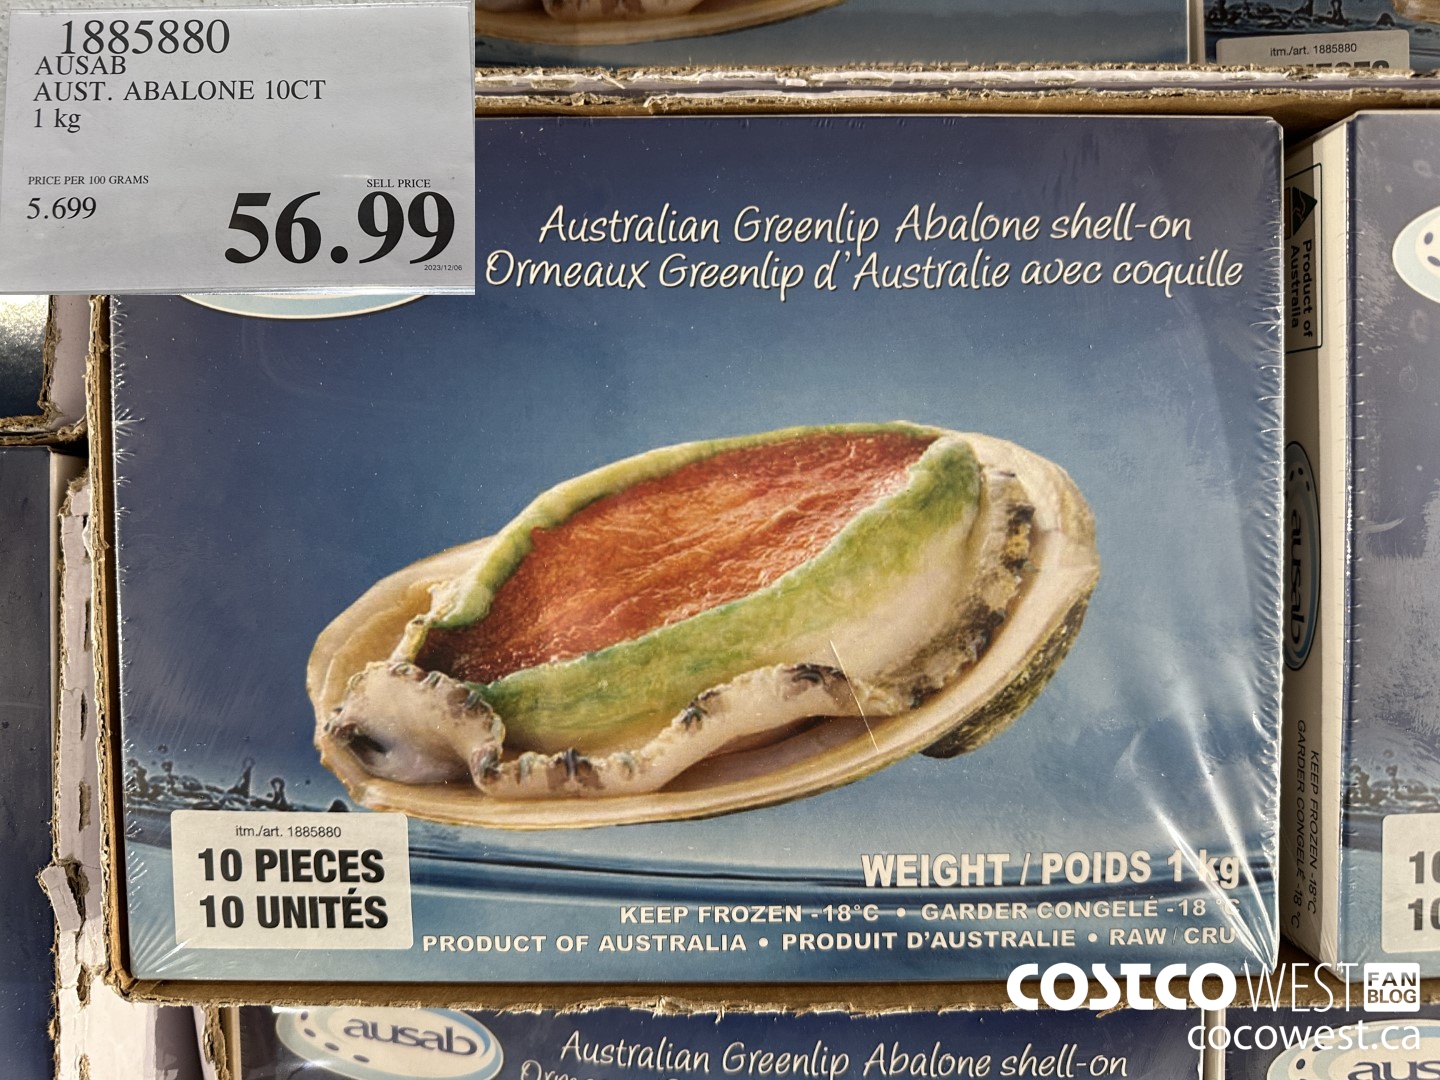 1885880
AUSAB
AUST. ABALONE 10CT
1 kg
PRICE PER 100 GRAMS
5.699
SELL PRICE
56.99
2023/12/06
itm./art. 1885880
Australian Greenlip Abalone shell-on
Ormeaux Greenlip d'Australie avec coquille
Product of
Australia
ausab
KEEP FROZEN -18°C
GARDER CONGELÉ -18 °C
itm./art. 1885880
10 PIECES
10 UNITÉS
WEIGHT / POIDS 1 kg
KEEP FROZEN -18°C • GARDER CONGELÉ -18 °C
PRODUCT OF AUSTRALIA • PRODUIT D'AUSTRALIE • RAW / CRU
10
10
COSTCO WEST FAN BLOG
cocowest.ca
ausab
Australian Greenlip Abalone shell-on
aus